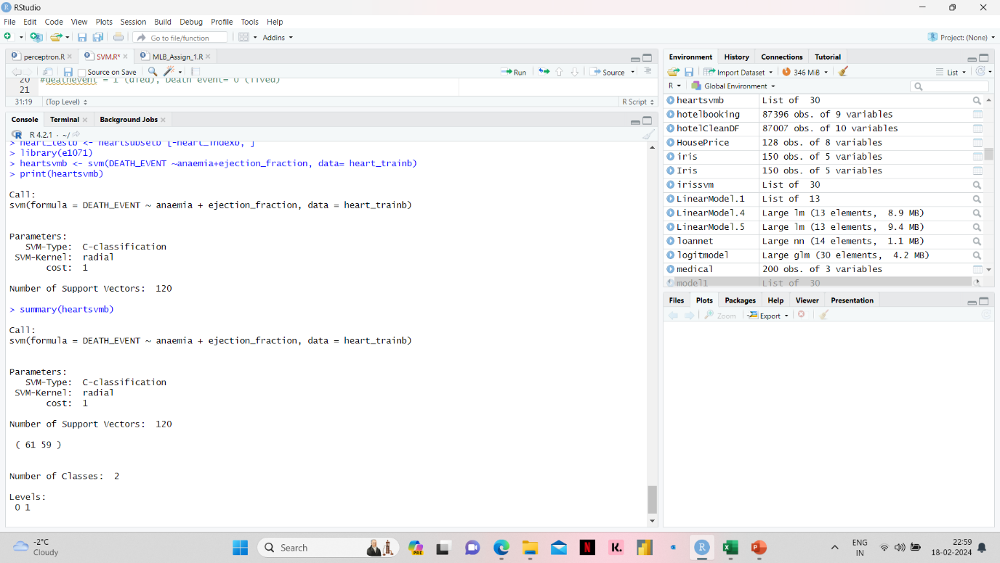 RStudio
File Edit Code View Plots Session Build Debug Profile Tools Help
Go to file/function Addins Project: (None)
perceptron.R SVM.R* MLB_Assign_1.R
Source on Save Run Source
20 #deathevent = 1 (died), Death event= 0 (lived)
21
31:19 (Top Level) R Script
Console Terminal Background Jobs
R 4.2.1 · ~/
> heart_testb <- heartsubsetb [-heart_indexb, ]
> library(e1071)
> heartsvmb <- svm(DEATH_EVENT ~anaemia+ejection_fraction, data= heart_trainb)
> print(heartsvmb)
Call:
svm(formula = DEATH_EVENT ~ anaemia + ejection_fraction, data = heart_trainb)
Parameters:
SVM-Type: C-classification
SVM-Kernel: radial
cost: 1
Number of Support Vectors: 120
> summary(heartsvmb)
Call:
svm(formula = DEATH_EVENT ~ anaemia + ejection_fraction, data = heart_trainb)
Parameters:
SVM-Type: C-classification
SVM-Kernel: radial
cost: 1
Number of Support Vectors: 120
( 61 59 )
Number of Classes: 2
Levels:
0 1
Environment History Connections Tutorial
Import Dataset 346 MiB List
R Global Environment
heartsvmb List of 30
hotelbooking 87396 obs. of 9 variables
hotelCleanDF 87007 obs. of 10 variables
HousePrice 128 obs. of 8 variables
iris 150 obs. of 5 variables
Iris 150 obs. of 5 variables
irissvm List of 30
LinearModel.1 List of 13
LinearModel.4 Large lm (13 elements, 8.9 MB)
LinearModel.5 Large lm (13 elements, 9.4 MB)
loannet Large nn (14 elements, 1.1 MB)
logitmodel Large glm (30 elements, 4.2 MB)
medical 200 obs. of 3 variables
model1 List of 30
Files Plots Packages Help Viewer Presentation
Zoom Export
-2°C
Cloudy
Search
PRE
N
K.
R
X
P
ENG
IN
22:59
18-02-2024